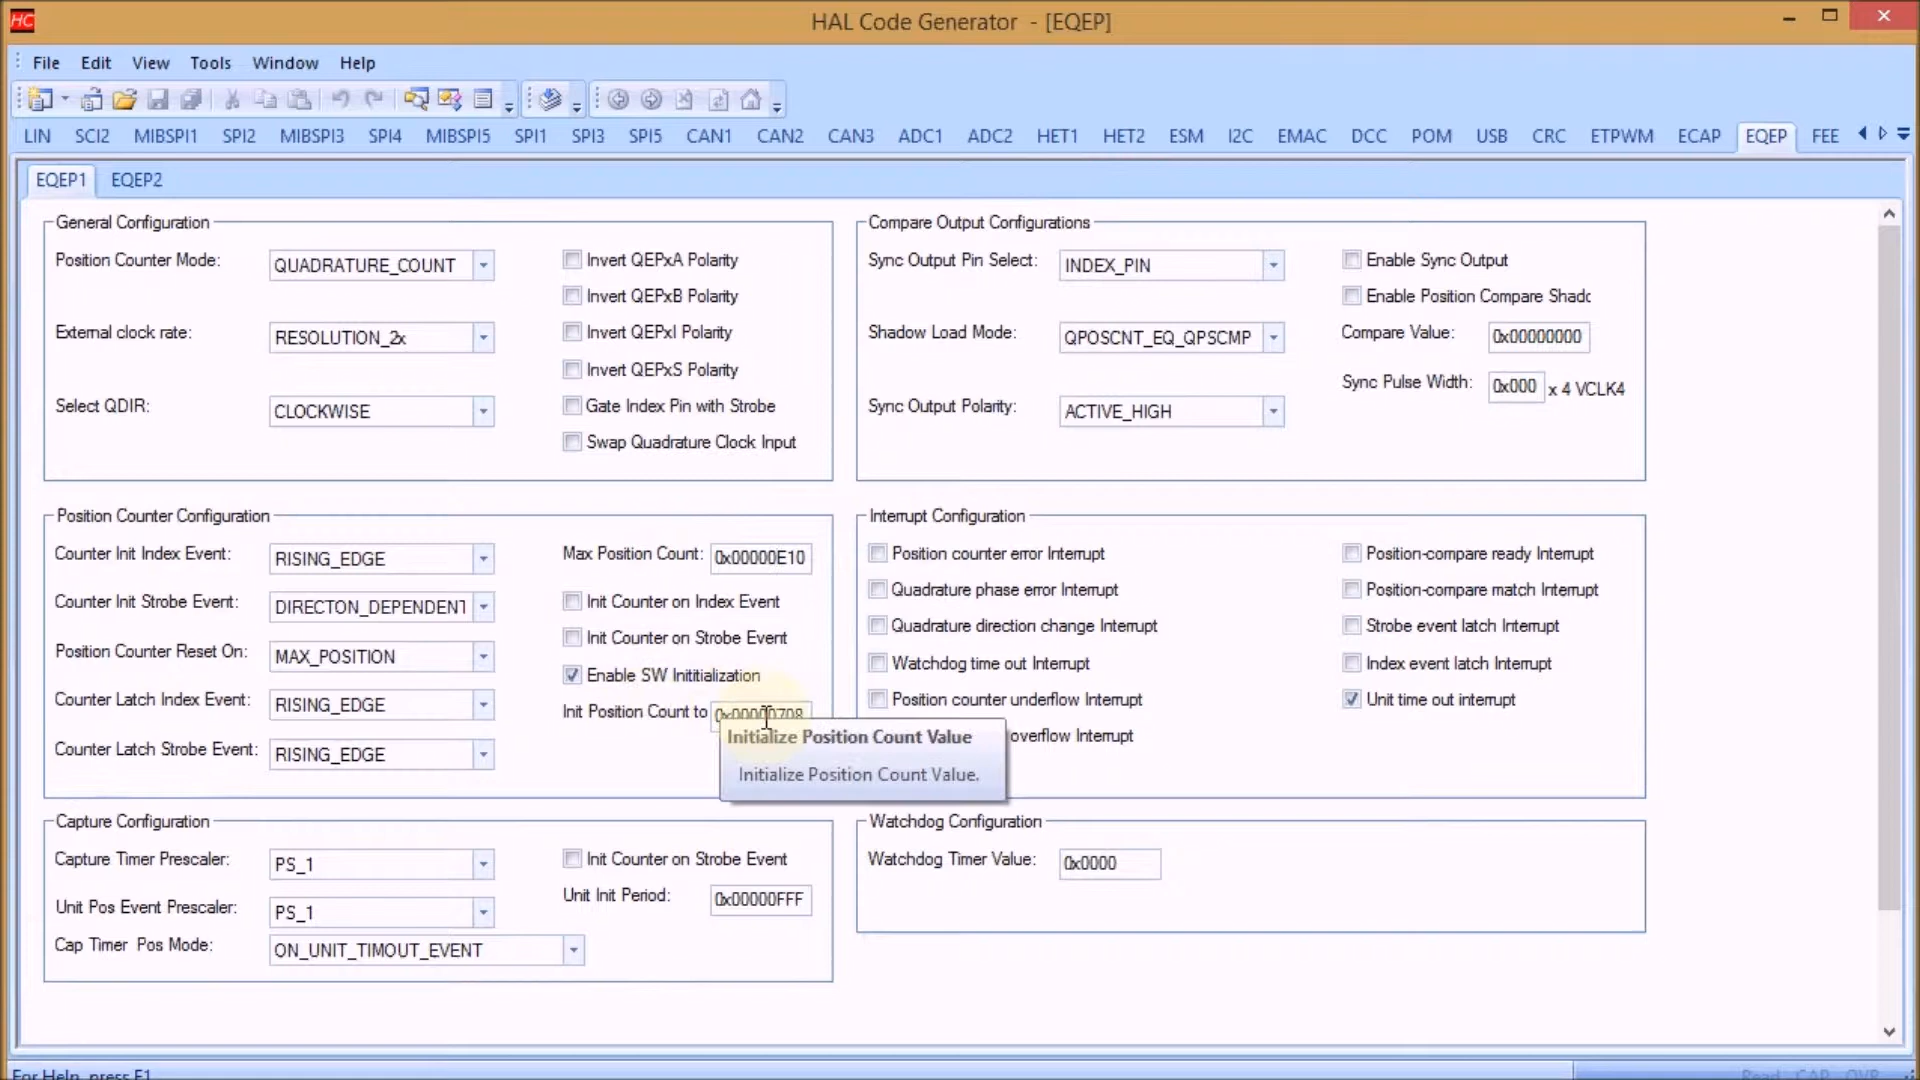 HC
HAL Code Generator - [EQEP]
File Edit View Tools Window Help
LIN SCI2 MIBSPI1 SPI2 MIBSPI3 SPI4 MIBSPI5 SPI1 SPI3 SPI5 CAN1 CAN2 CAN3 ADC1 ADC2 HET1 HET2 ESM I2C EMAC DCC POM USB CRC ETPWM ECAP EQEP FEE
EQEP1 EQEP2
General Configuration
Position Counter Mode: QUADRATURE_COUNT
External clock rate: RESOLUTION_2x
Select QDIR: CLOCKWISE
Invert QEPxA Polarity
Invert QEPxB Polarity
Invert QEPxI Polarity
Invert QEPxS Polarity
Gate Index Pin with Strobe
Swap Quadrature Clock Input
Compare Output Configurations
Sync Output Pin Select: INDEX_PIN
Shadow Load Mode: QPOSCNT_EQ_QPSCMP
Sync Output Polarity: ACTIVE_HIGH
Enable Sync Output
Enable Position Compare Shadc
Compare Value: 0x00000000
Sync Pulse Width: 0x000 x 4 VCLK4
Position Counter Configuration
Counter Init Index Event: RISING_EDGE
Counter Init Strobe Event: DIRECTON_DEPENDENT
Position Counter Reset On: MAX_POSITION
Counter Latch Index Event: RISING_EDGE
Counter Latch Strobe Event: RISING_EDGE
Max Position Count: 0x00000E10
Init Counter on Index Event
Init Counter on Strobe Event
Enable SW Inititialization
Init Position Count to 0x00000708
Initialize Position Count Value
Initialize Position Count Value.
Interrupt Configuration
Position counter error Interrupt
Quadrature phase error Interrupt
Quadrature direction change Interrupt
Watchdog time out Interrupt
Position counter underflow Interrupt
overflow Interrupt
Position-compare ready Interrupt
Position-compare match Interrupt
Strobe event latch Interrupt
Index event latch Interrupt
Unit time out interrupt
Capture Configuration
Capture Timer Prescaler: PS_1
Unit Pos Event Prescaler: PS_1
Cap Timer Pos Mode: ON_UNIT_TIMOUT_EVENT
Init Counter on Strobe Event
Unit Init Period: 0x00000FFF
Watchdog Configuration
Watchdog Timer Value: 0x0000
For Help, press F1
Read CAP OVR